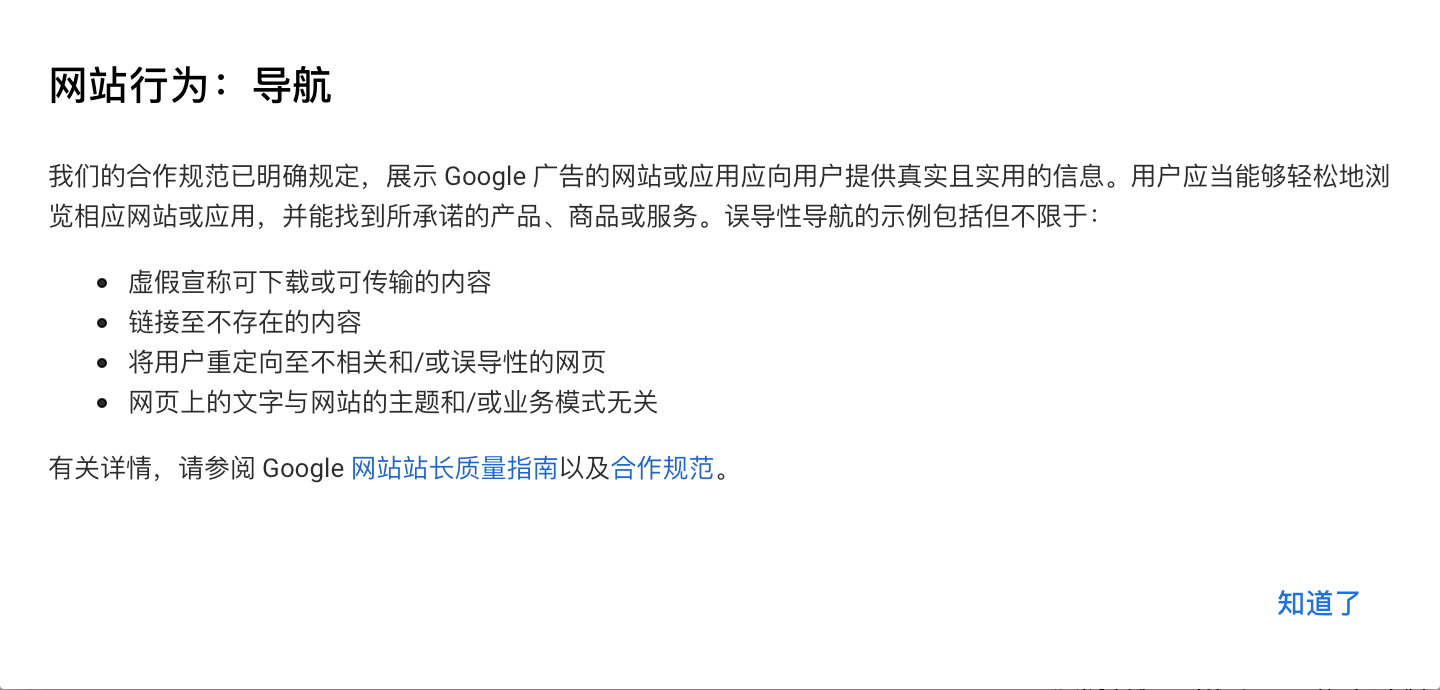 网站行为：导航
我们的合作规范已明确规定，展示 Google 广告的网站或应用应向用户提供真实且实用的信息。用户应当能够轻松地浏
览相应网站或应用，并能找到所承诺的产品、商品或服务。误导性导航的示例包括但不限于：
• 虚假宣称可下载或可传输的内容
• 链接至不存在的内容
• 将用户重定向至不相关和/或误导性的网页
• 网页上的文字与网站的主题和/或业务模式无关
有关详情，请参阅 Google 网站站长质量指南以及合作规范。
知道了